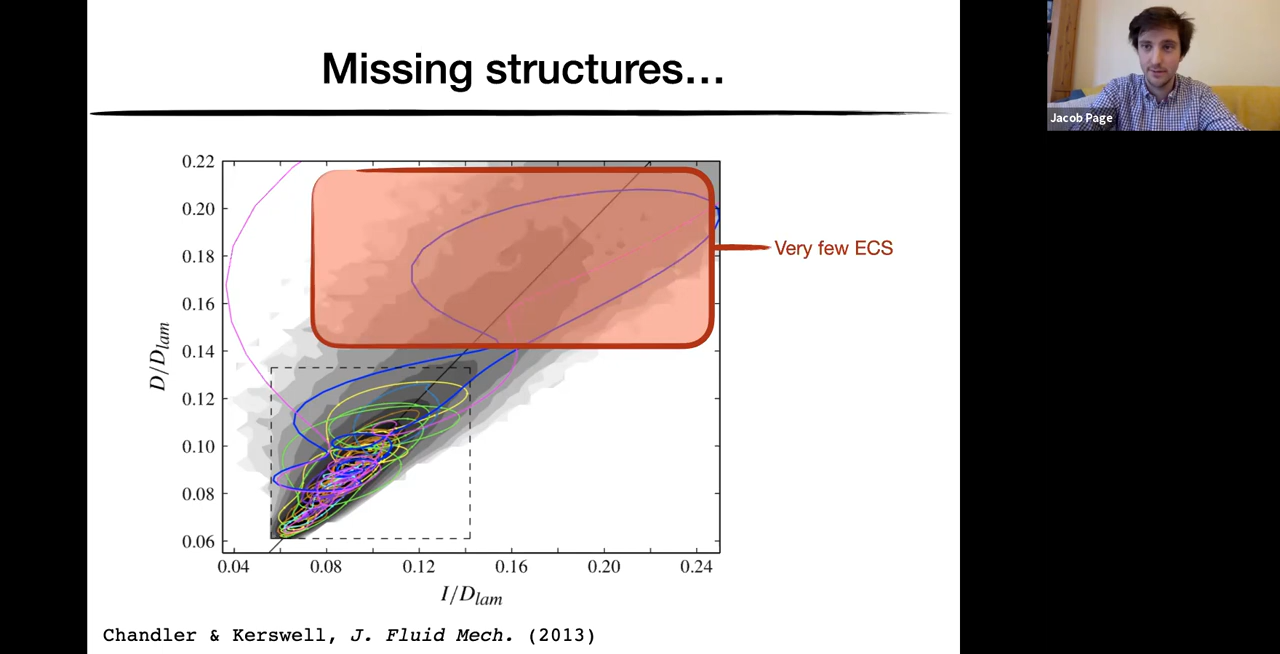 Missing structures...
Jacob Page
0.22
0.20
0.18
0.16
0.14
0.12
0.10
0.08
0.06
D/D_lam
Very few ECS
0.04 0.08 0.12 0.16 0.20 0.24
I/D_lam
Chandler & Kerswell, J. Fluid Mech. (2013)